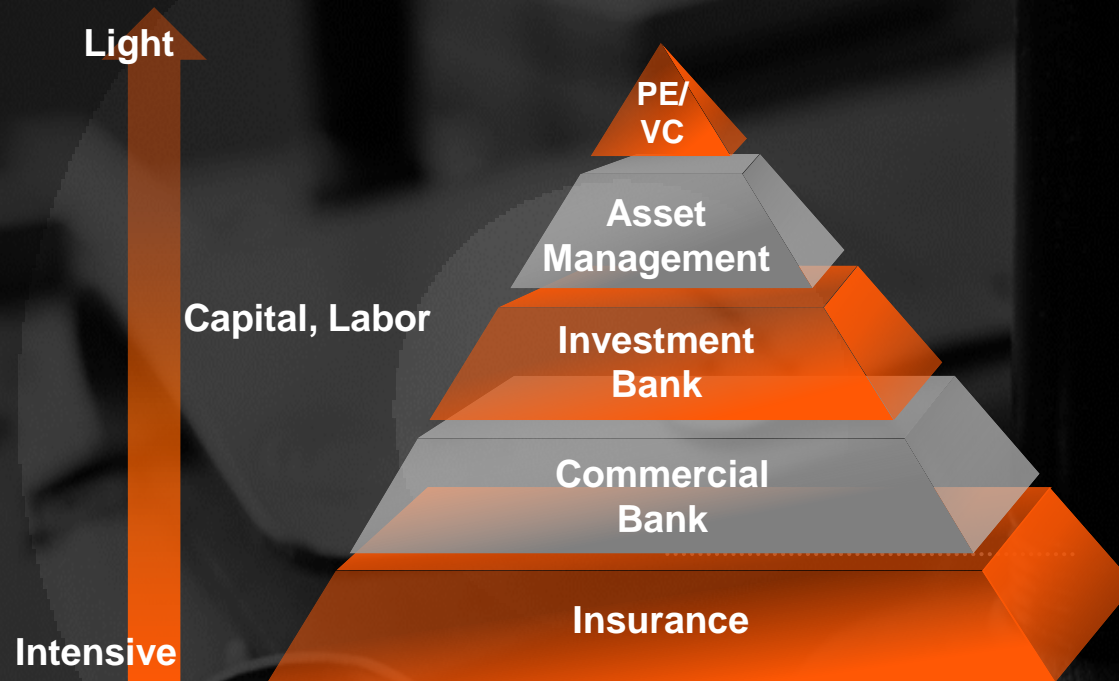 Light
PE/
VC
Asset
Management
Capital, Labor
Investment
Bank
Commercial
Bank
Insurance
Intensive